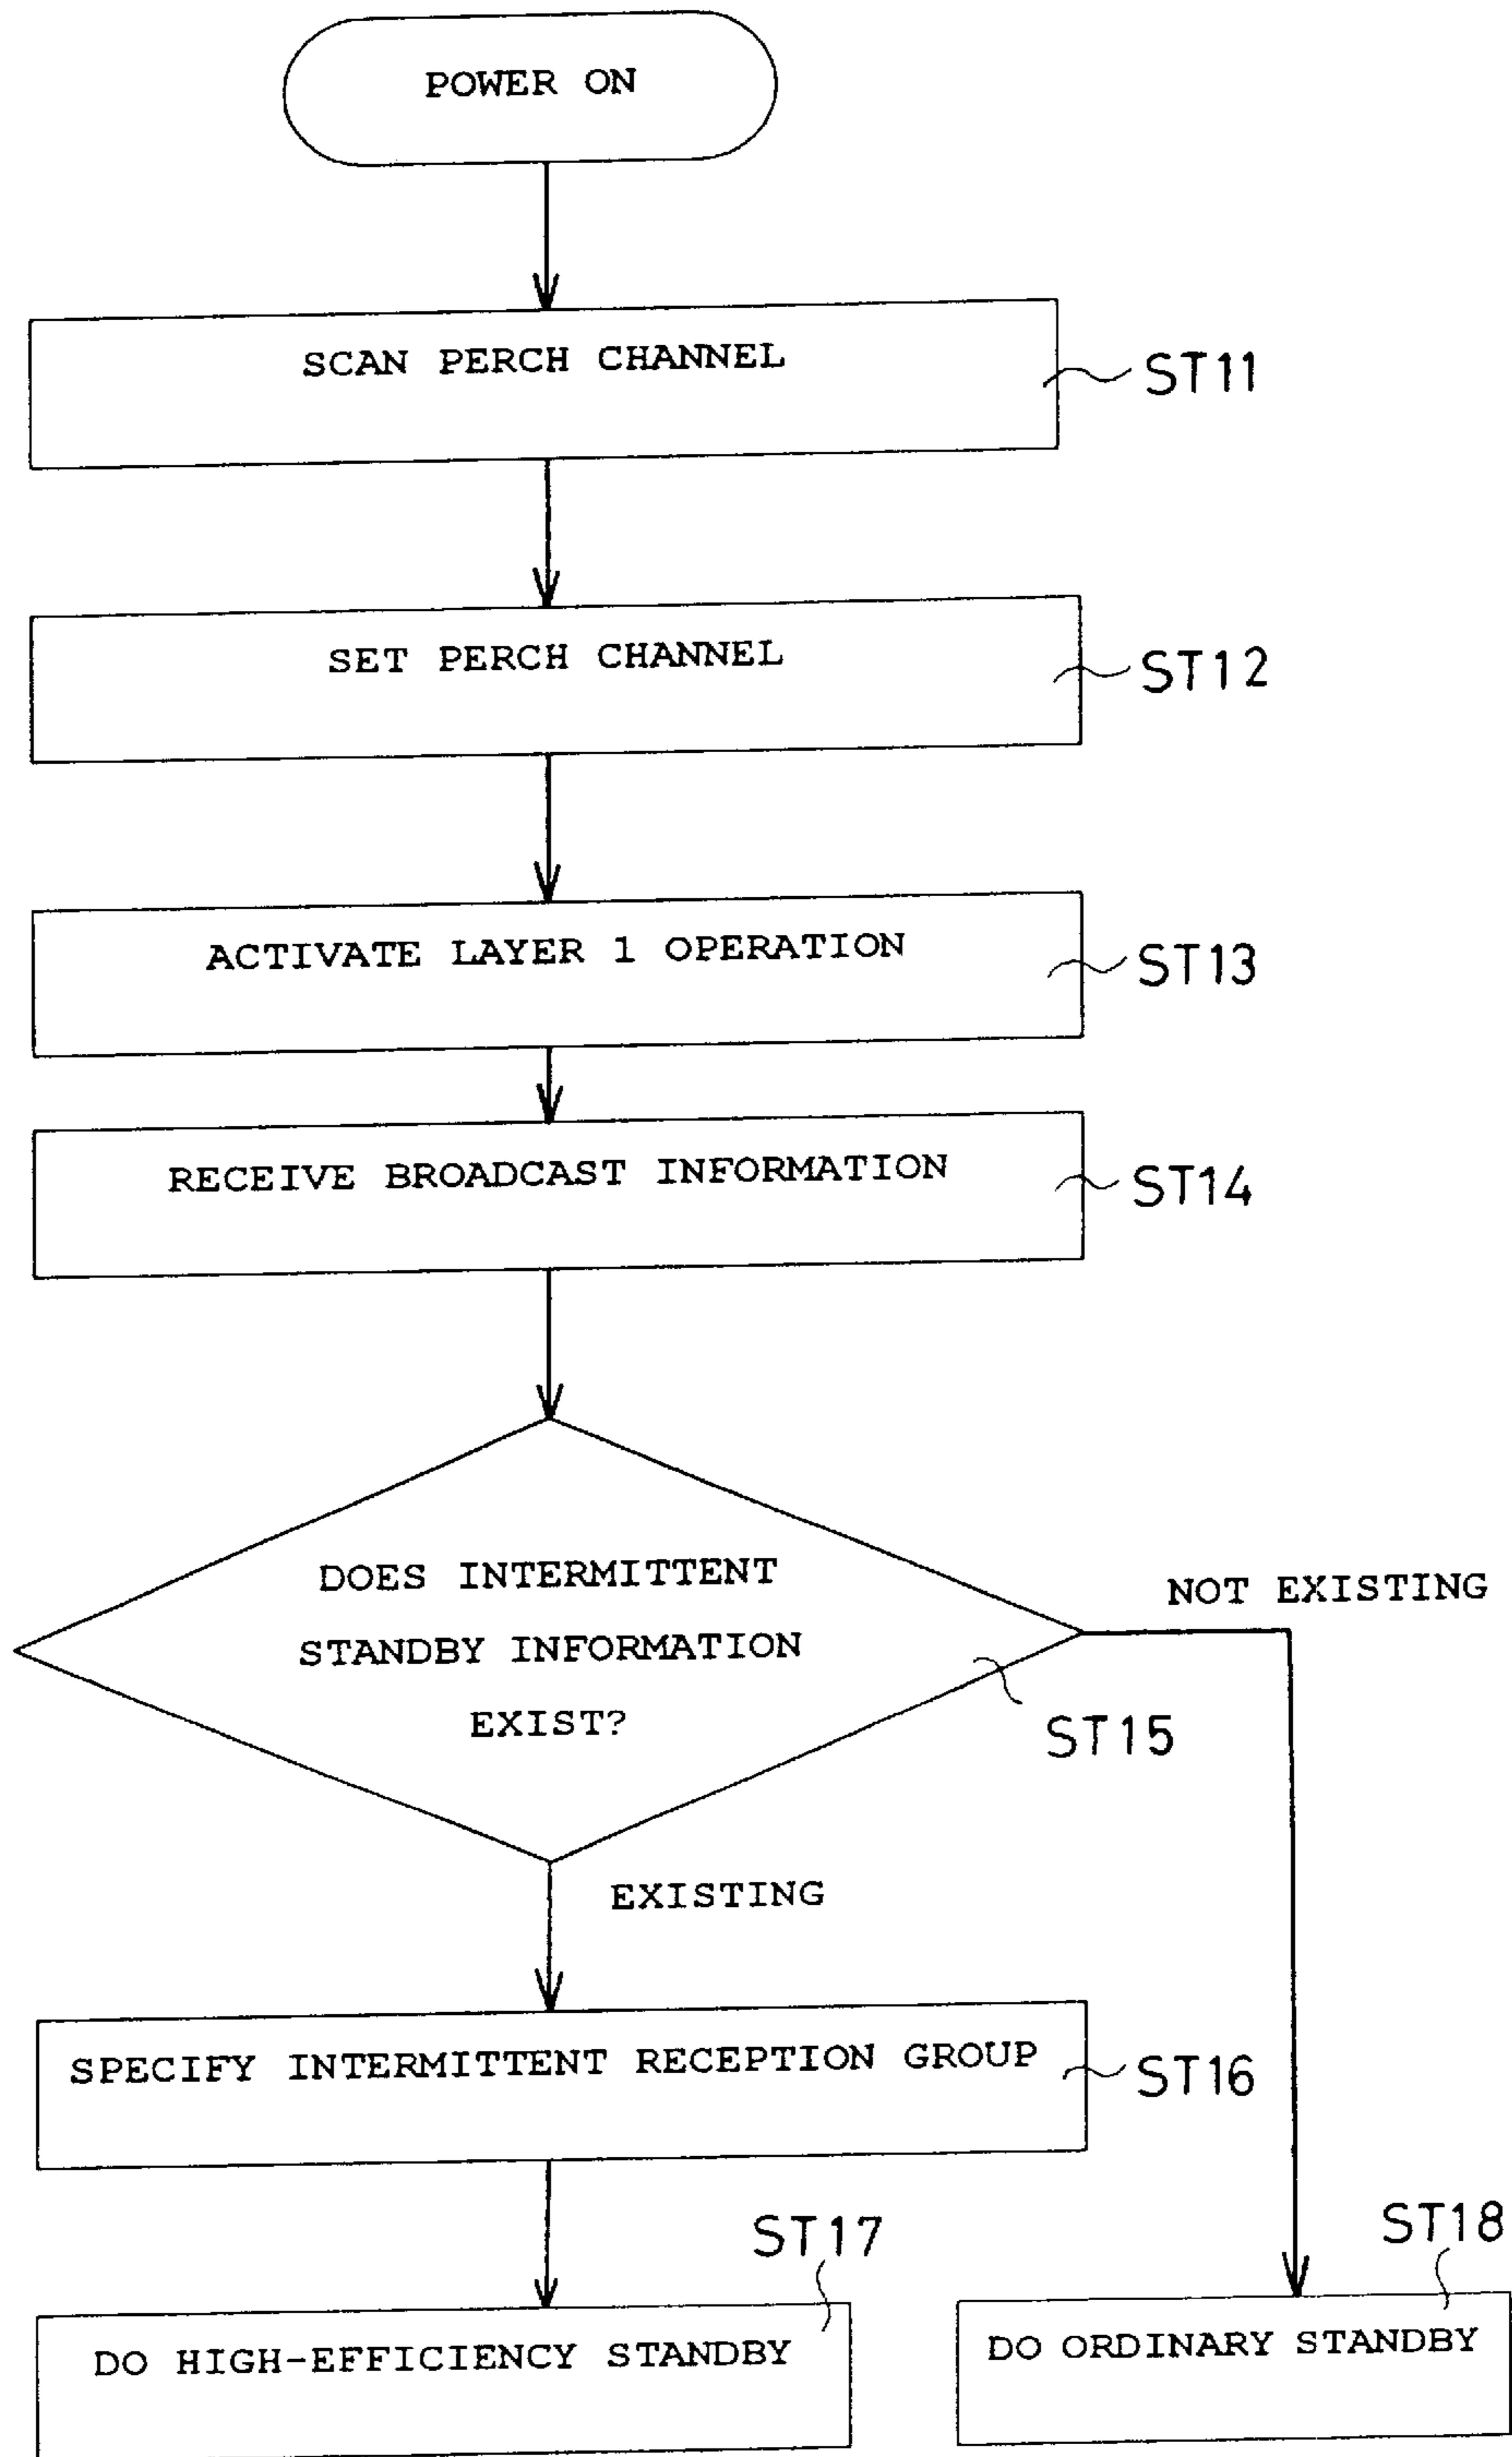 POWER ON
SCAN PERCH CHANNEL
ST11
SET PERCH CHANNEL
ST12
ACTIVATE LAYER 1 OPERATION
ST13
RECEIVE BROADCAST INFORMATION
ST14
DOES INTERMITTENT
STANDBY INFORMATION
EXIST?
NOT EXISTING
ST15
EXISTING
SPECIFY INTERMITTENT RECEPTION GROUP
ST16
ST17
DO HIGH-EFFICIENCY STANDBY
ST18
DO ORDINARY STANDBY